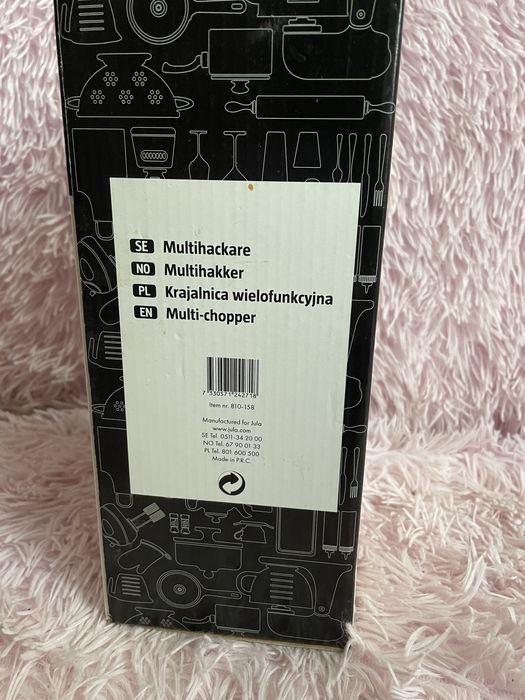 SE Multihackare
NO Multihakker
PL Krajalnica wielofunkcyjna
EN Multi-chopper
7 330571 242718
Item nr. 810-158
Manufactured for Jula
www.jula.com
SE Tel. 0511-34 20 00
NO Tel. 67 90 01 33
PL Tel. 801 600 500
Made in P.R.C.